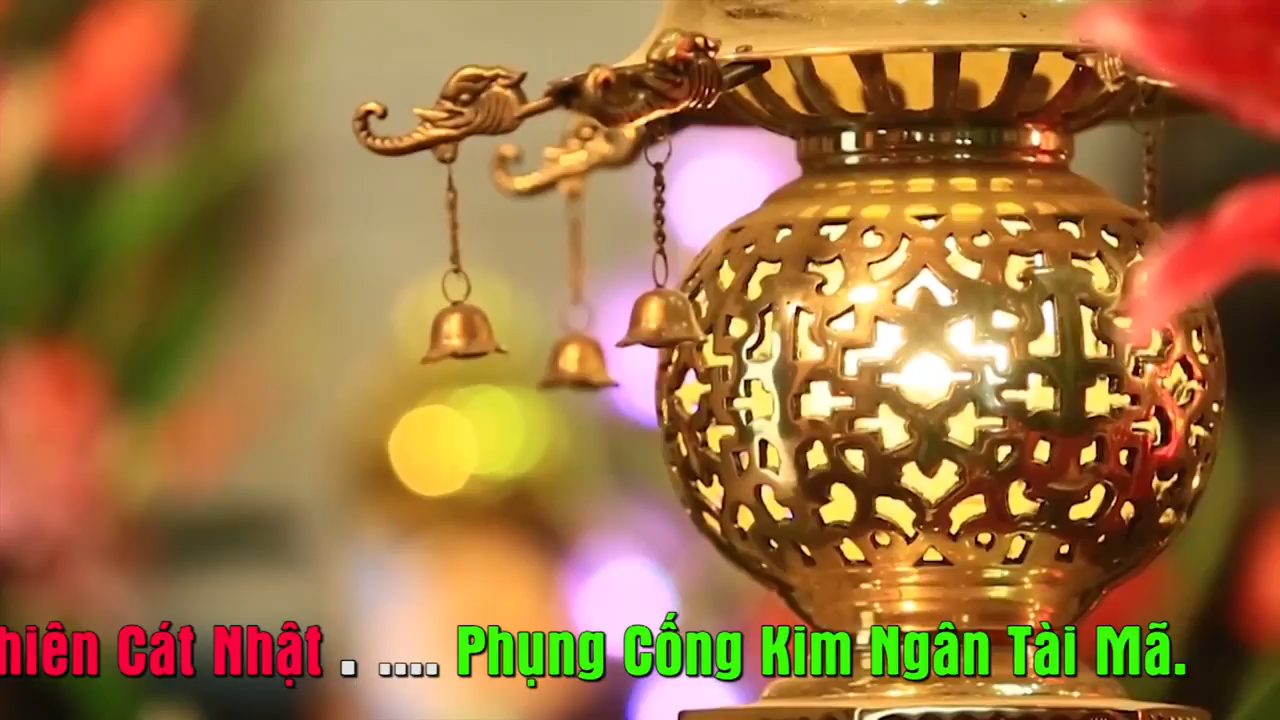 hiên Cát Nhật . .... Phụng Cống Kim Ngân Tài Mã.